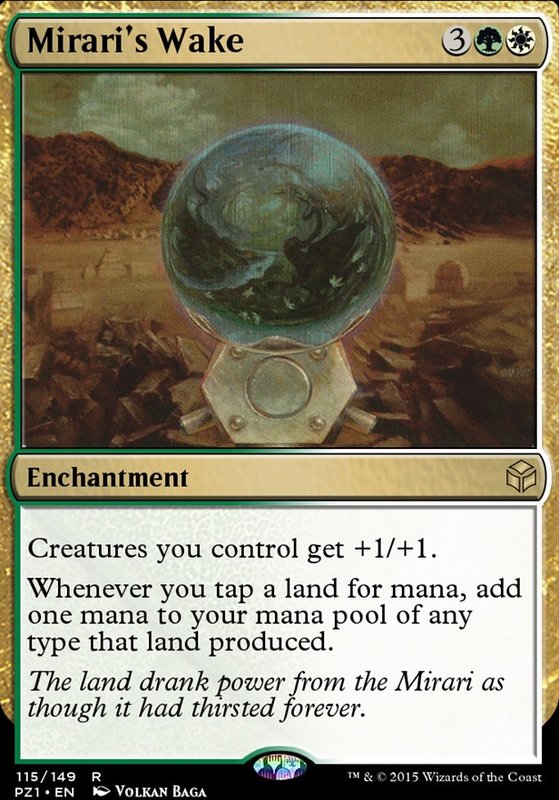 Mirari's Wake 3
Enchantment
Creatures you control get +1/+1.
Whenever you tap a land for mana, add
one mana to your mana pool of any
type that land produced.
The land drank power from the Mirari as
though it had thirsted forever.
115/149 R
PZ1 • EN VOLKAN BAGA
™ & © 2015 Wizards of the Coast